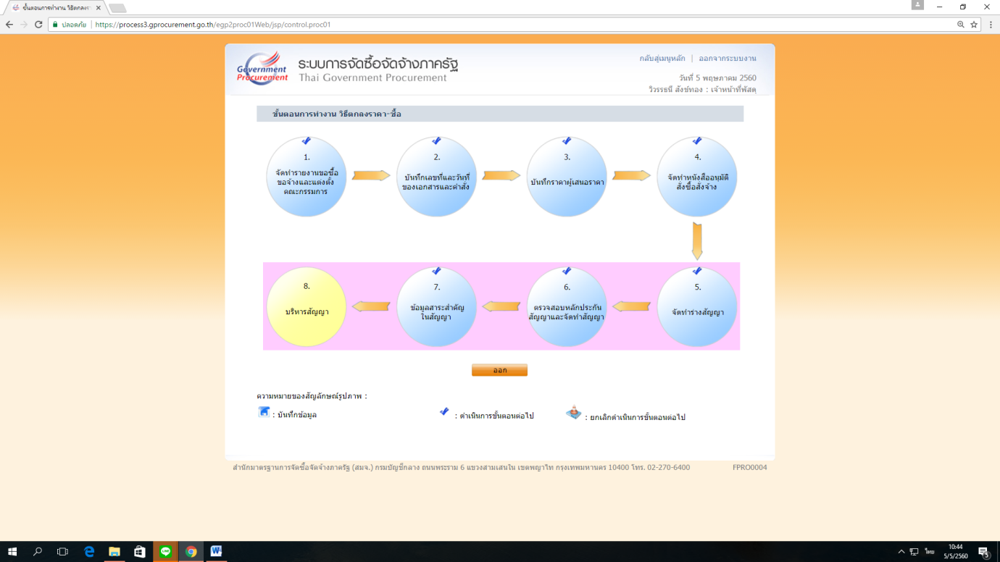 ขั้นตอนการทำงาน วิธีตกลงรา
ปลอดภัย https://process3.gprocurement.go.th/egp2proc01Web/jsp/control.proc01
Government Procurement
ระบบการจัดซื้อจัดจ้างภาครัฐ
Thai Government Procurement
กลับสู่เมนูหลัก | ออกจากระบบงาน
วันที่ 5 พฤษภาคม 2560
วิวรรธนี สังข์ทอง : เจ้าหน้าที่พัสดุ
ขั้นตอนการทำงาน วิธีตกลงราคา-ซื้อ
1.
จัดทำรายงานขอซื้อ
ขอจ้างและแต่งตั้ง
คณะกรรมการ
2.
บันทึกเลขที่และวันที่
ของเอกสารและคำสั่ง
3.
บันทึกราคาผู้เสนอราคา
4.
จัดทำหนังสืออนุมัติ
สั่งซื้อสั่งจ้าง
8.
บริหารสัญญา
7.
ข้อมูลสาระสำคัญ
ในสัญญา
6.
ตรวจสอบหลักประกัน
สัญญาและจัดทำสัญญา
5.
จัดทำร่างสัญญา
ออก
ความหมายของสัญลักษณ์รูปภาพ :
: บันทึกข้อมูล
: ดำเนินการขั้นตอนต่อไป
: ยกเลิกดำเนินการขั้นตอนต่อไป
สำนักมาตรฐานการจัดซื้อจัดจ้างภาครัฐ (สมจ.) กรมบัญชีกลาง ถนนพระราม 6 แขวงสามเสนใน เขตพญาไท กรุงเทพมหานคร 10400 โทร. 02-270-6400 FPRO0004
LINE
ไทย
10:44
5/5/2560
5